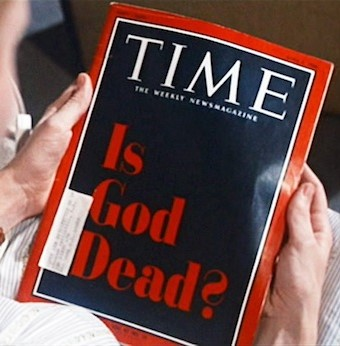 TIME
THE WEEKLY NEWSMAGAZINE
Is
God
Dead?